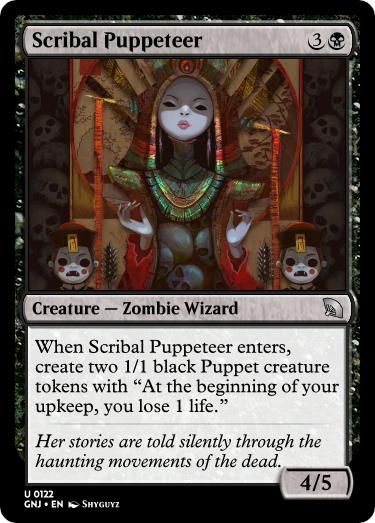 Scribal Puppeteer 3
Creature — Zombie Wizard
When Scribal Puppeteer enters,
create two 1/1 black Puppet creature
tokens with “At the beginning of your
upkeep, you lose 1 life.”
Her stories are told silently through the
haunting movements of the dead.
4/5
U 0122
GNJ • EN Shyguyz